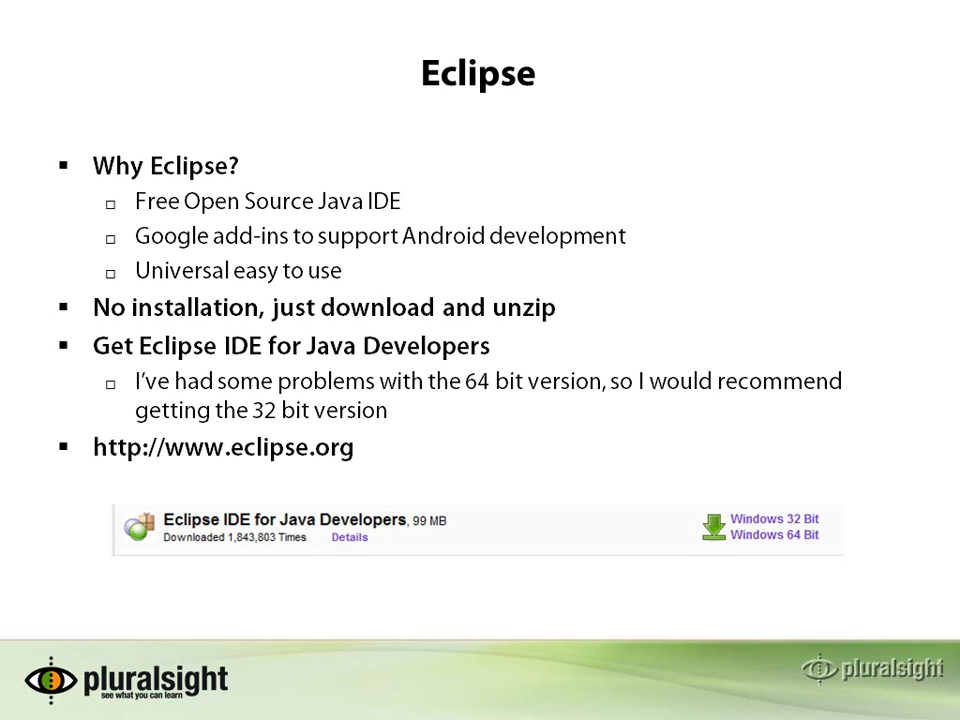 Eclipse
Why Eclipse?
Free Open Source Java IDE
Google add-ins to support Android development
Universal easy to use
No installation, just download and unzip
Get Eclipse IDE for Java Developers
I've had some problems with the 64 bit version, so I would recommend
getting the 32 bit version
http://www.eclipse.org
Eclipse IDE for Java Developers, 99 MB
Downloaded 1,843,803 Times Details
Windows 32 Bit
Windows 64 Bit
pluralsight
see what you can learn
pluralsight